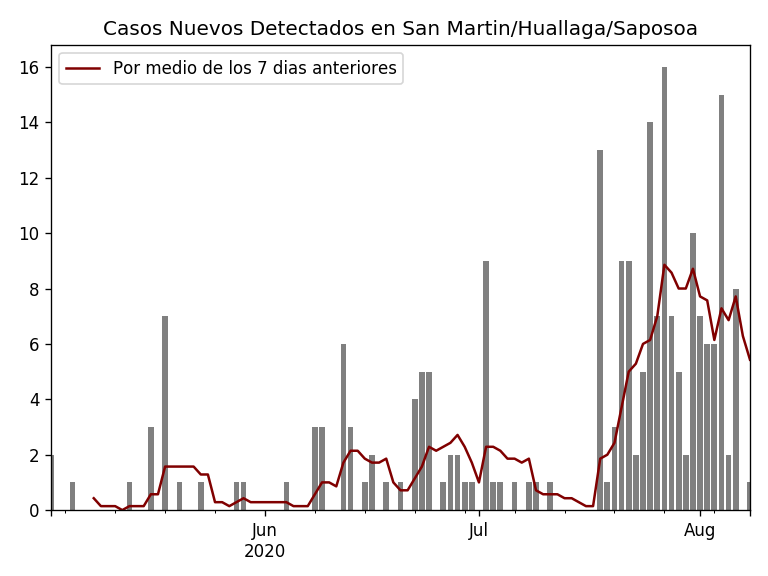 Casos Nuevos Detectados en San Martin/Huallaga/Saposoa
Por medio de los 7 dias anteriores
16
14
12
10
8
6
4
2
0
Jun
2020
Jul
Aug